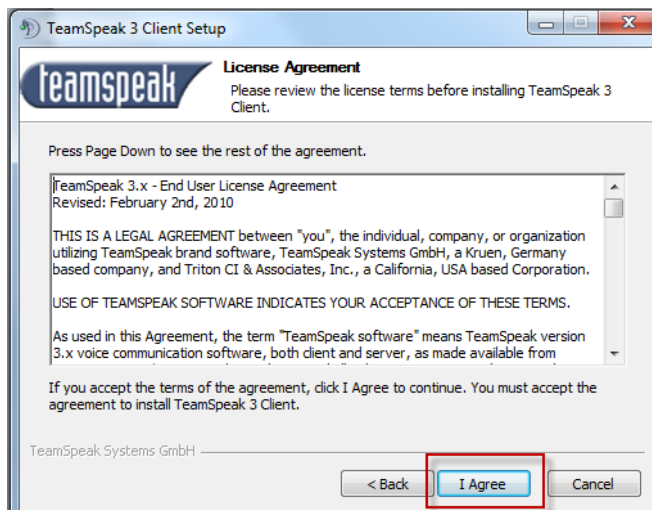 TeamSpeak 3 Client Setup
teamspeak
License Agreement
Please review the license terms before installing TeamSpeak 3
Client.
Press Page Down to see the rest of the agreement.
TeamSpeak 3.x - End User License Agreement
Revised: February 2nd, 2010
THIS IS A LEGAL AGREEMENT between "you", the individual, company, or organization
utilizing TeamSpeak brand software, TeamSpeak Systems GmbH, a Kruen, Germany
based company, and Triton CI & Associates, Inc., a California, USA based Corporation.
USE OF TEAMSPEAK SOFTWARE INDICATES YOUR ACCEPTANCE OF THESE TERMS.
As used in this Agreement, the term "TeamSpeak software" means TeamSpeak version
3.x voice communication software, both client and server, as made available from
If you accept the terms of the agreement, click I Agree to continue. You must accept the
agreement to install TeamSpeak 3 Client.
TeamSpeak Systems GmbH
< Back
I Agree
Cancel